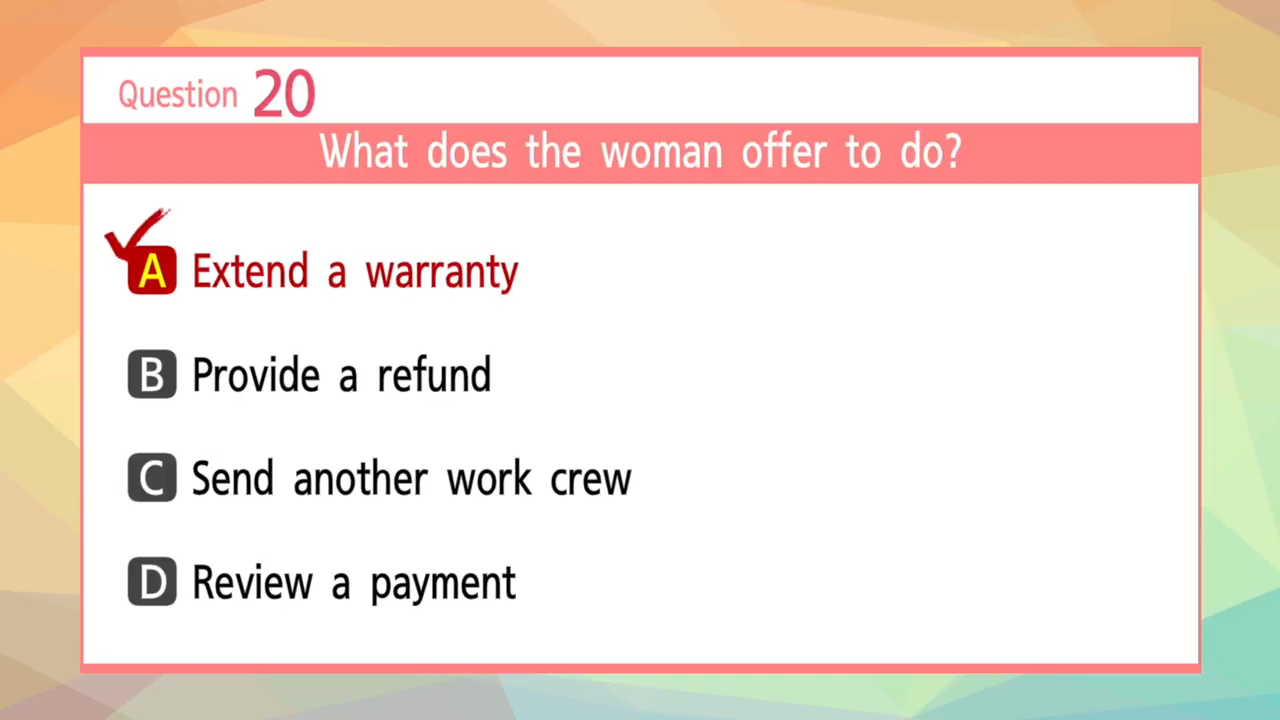 Question 20
What does the woman offer to do?
A Extend a warranty
B Provide a refund
C Send another work crew
D Review a payment